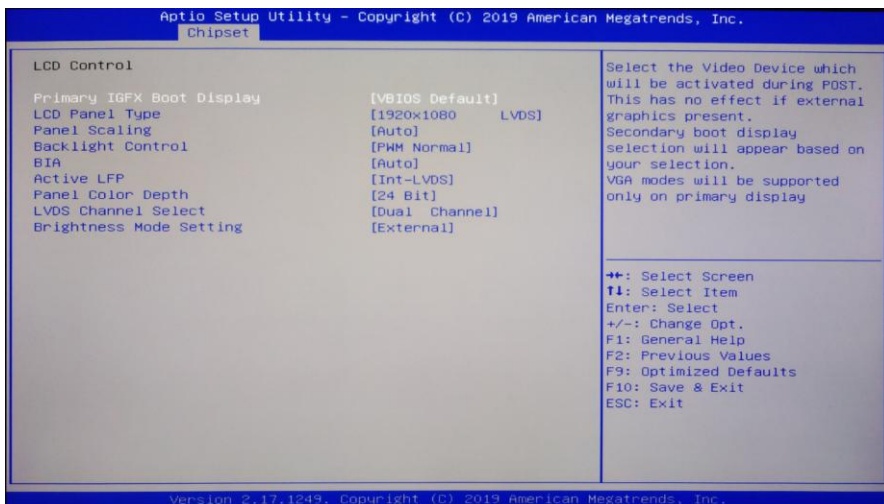 Aptio Setup Utility – Copyright (C) 2019 American Megatrends, Inc.
Chipset
LCD Control
Primary IGFX Boot Display [VBIOS Default]
LCD Panel Type [1920x1080 LVDS]
Panel Scaling [Auto]
Backlight Control [PWM Normal]
BIA [Auto]
Active LFP [Int-LVDS]
Panel Color Depth [24 Bit]
LVDS Channel Select [Dual Channel]
Brightness Mode Setting [External]
Select the Video Device which
will be activated during POST.
This has no effect if external
graphics present.
Secondary boot display
selection will appear based on
your selection.
VGA modes will be supported
only on primary display
→←: Select Screen
↑↓: Select Item
Enter: Select
+/-: Change Opt.
F1: General Help
F2: Previous Values
F9: Optimized Defaults
F10: Save & Exit
ESC: Exit
Version 2.17.1249. Copyright (C) 2019 American Megatrends, Inc.